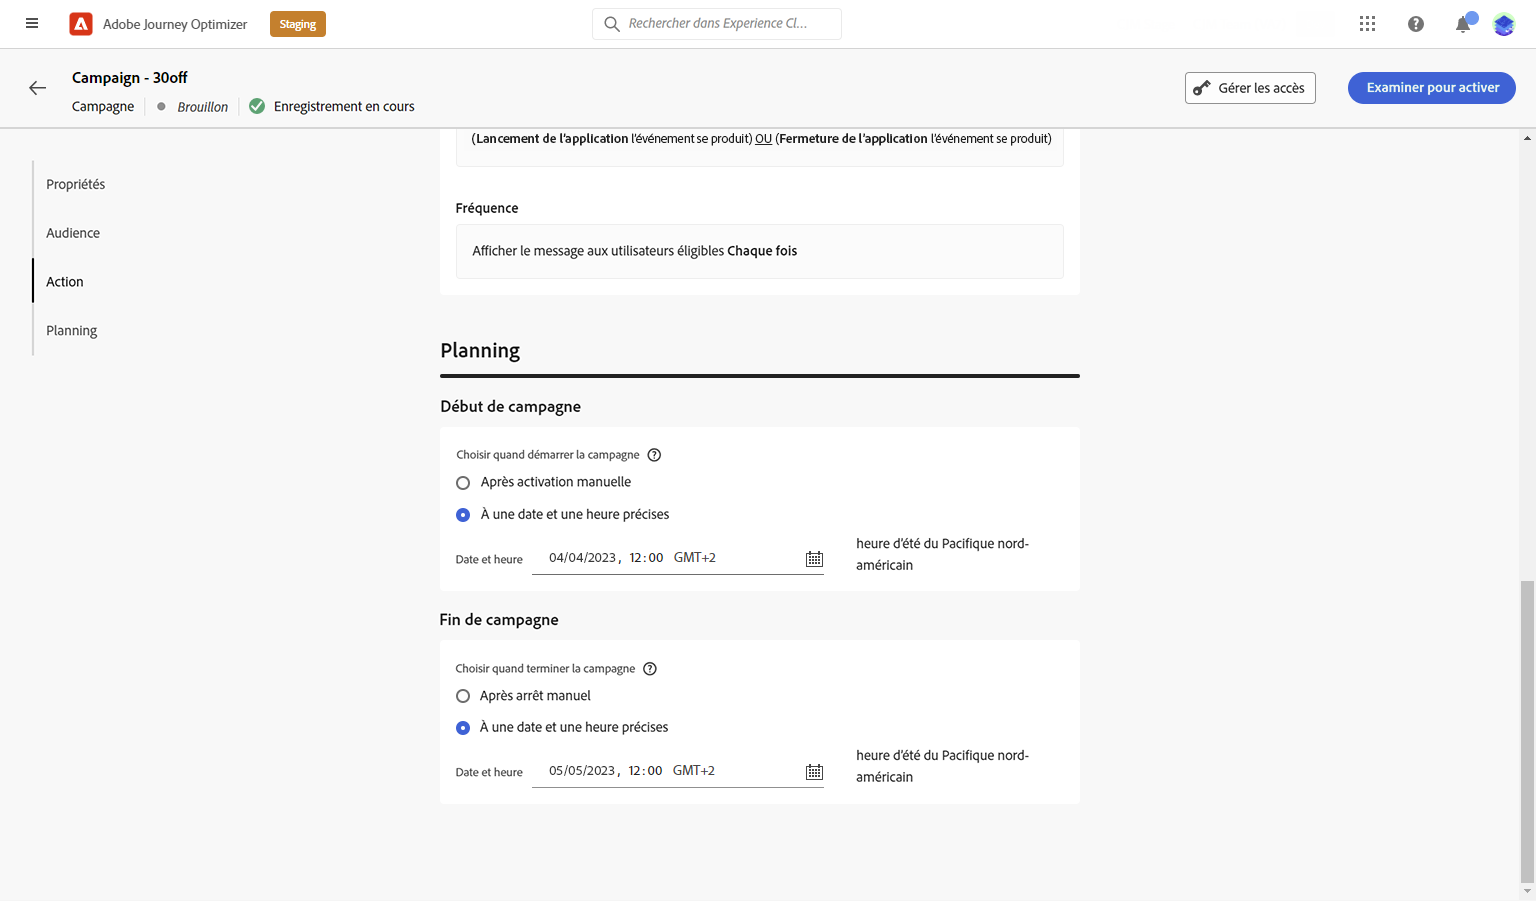 Adobe Journey Optimizer
Staging
Rechercher dans Experience Cl...
Campaign - 30off
Campagne
Brouillon
Enregistrement en cours
Gérer les accès
Examiner pour activer
(Lancement de l'application l'événement se produit) OU (Fermeture de l'application l'événement se produit)
Propriétés
Audience
Action
Planning
Fréquence
Afficher le message aux utilisateurs éligibles Chaque fois
Planning
Début de campagne
Choisir quand démarrer la campagne
Après activation manuelle
À une date et une heure précises
Date et heure
04/04/2023, 12:00 GMT+2
heure d'été du Pacifique nord-
américain
Fin de campagne
Choisir quand terminer la campagne
Après arrêt manuel
À une date et une heure précises
Date et heure
05/05/2023, 12:00 GMT+2
heure d'été du Pacifique nord-
américain